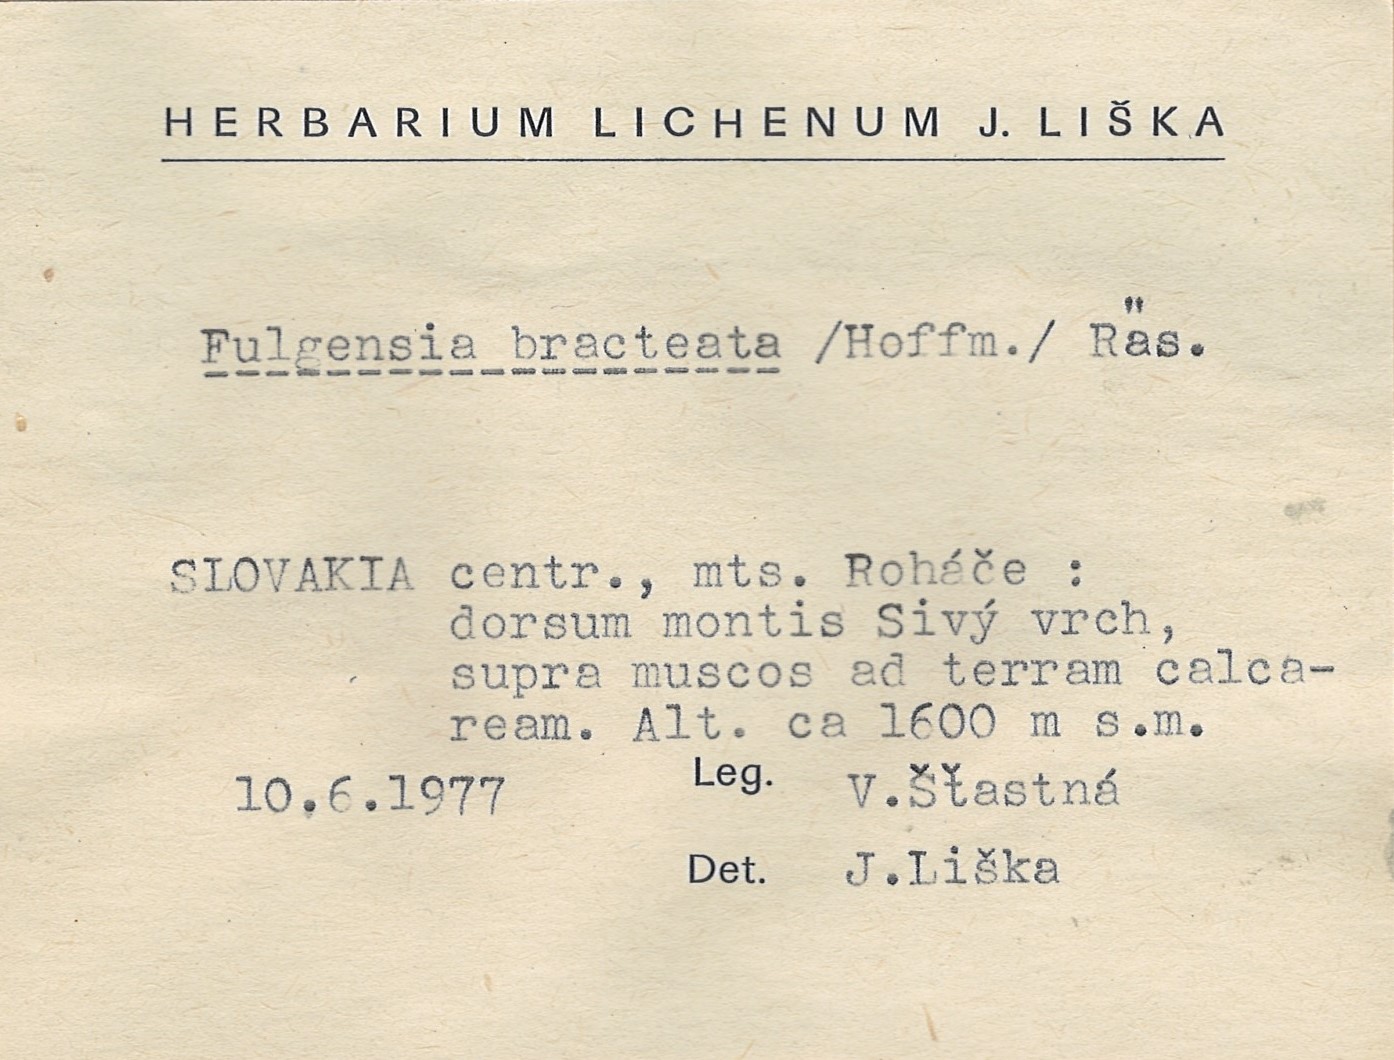 HERBARIUM LICHENUM J. LIŠKA
Fulgensia bracteata /Hoffm./ Räs.
SLOVAKIA centr., mts. Roháče :
dorsum montis Sivý vrch,
supra muscos ad terram calca-
ream. Alt. ca 1600 m s.m.
10.6.1977 Leg. V.Šťastná
Det. J.Liška